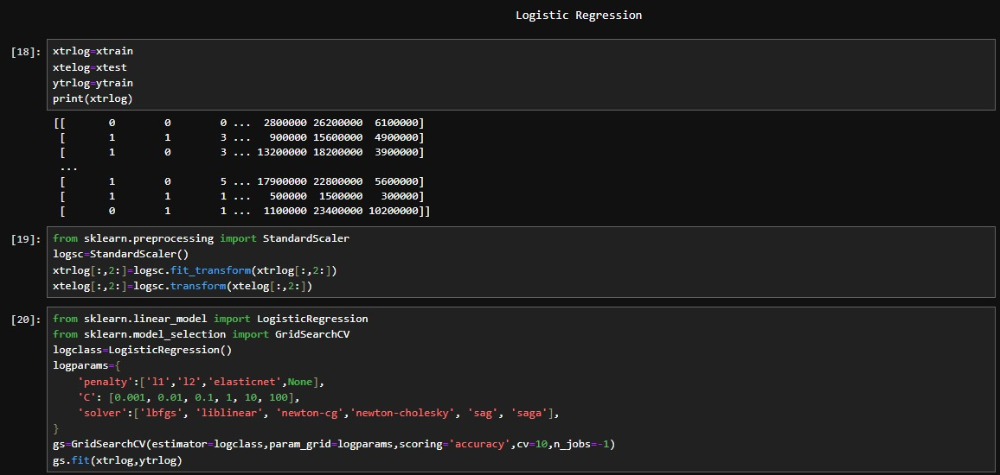 Logistic Regression
[18]:
xtrlog=xtrain
xtelog=xtest
ytrlog=ytrain
print(xtrlog)
[[       0        0        0 ...  2800000 26200000  6100000]
 [       1        1        3 ...   900000 15600000  4900000]
 [       1        0        3 ... 13200000 18200000  3900000]
 ...
 [       1        0        5 ... 17900000 22800000  5600000]
 [       1        1        1 ...   500000  1500000   300000]
 [       0        1        1 ...  1100000 23400000 10200000]]
[19]:
from sklearn.preprocessing import StandardScaler
logsc=StandardScaler()
xtrlog[:,2:]=logsc.fit_transform(xtrlog[:,2:])
xtelog[:,2:]=logsc.transform(xtelog[:,2:])
[20]:
from sklearn.linear_model import LogisticRegression
from sklearn.model_selection import GridSearchCV
logclass=LogisticRegression()
logparams={
    'penalty':['l1','l2','elasticnet',None],
    'C': [0.001, 0.01, 0.1, 1, 10, 100],
    'solver':['lbfgs', 'liblinear', 'newton-cg','newton-cholesky', 'sag', 'saga'],
}
gs=GridSearchCV(estimator=logclass,param_grid=logparams,scoring='accuracy',cv=10,n_jobs=-1)
gs.fit(xtrlog,ytrlog)